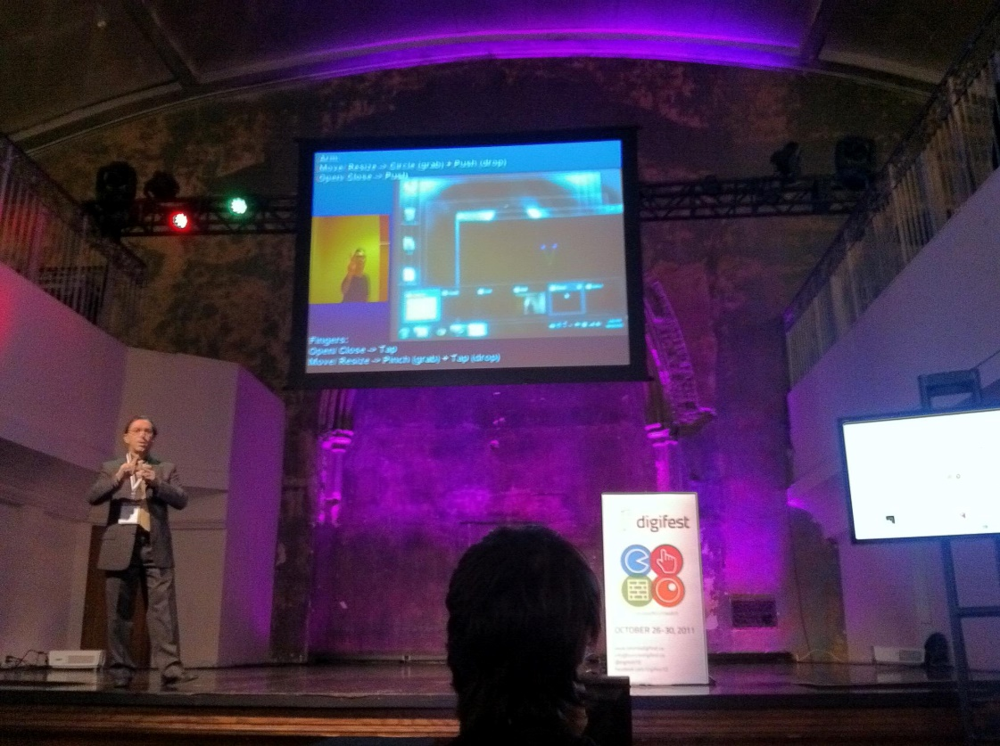 Arm:
Move/ Resize -> Circle (grab) + Push (drop)
Open/ Close -> Push
Fingers:
Open/ Close -> Tap
Move/ Resize -> Pinch (grab) + Tap (drop)
digifest
OCTOBER 26-30, 2011